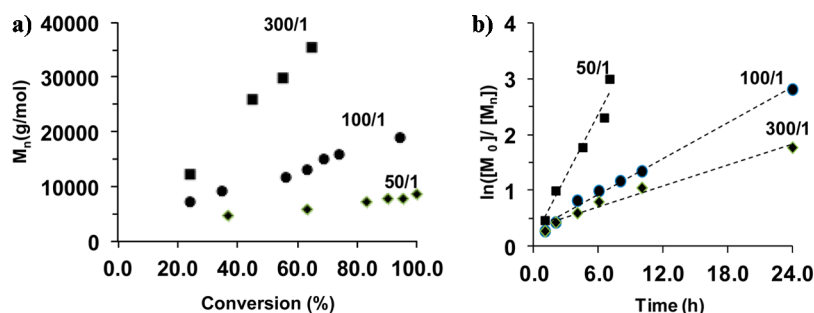 a)
Mn(g/mol)
40000
30000
20000
10000
0
300/1
100/1
50/1
0.0 20.0 40.0 60.0 80.0 100.0
Conversion (%)
b)
ln([M 0]/ [Mn])
4
3
2
1
0
50/1
100/1
300/1
0.0 6.0 12.0 18.0 24.0
Time (h)